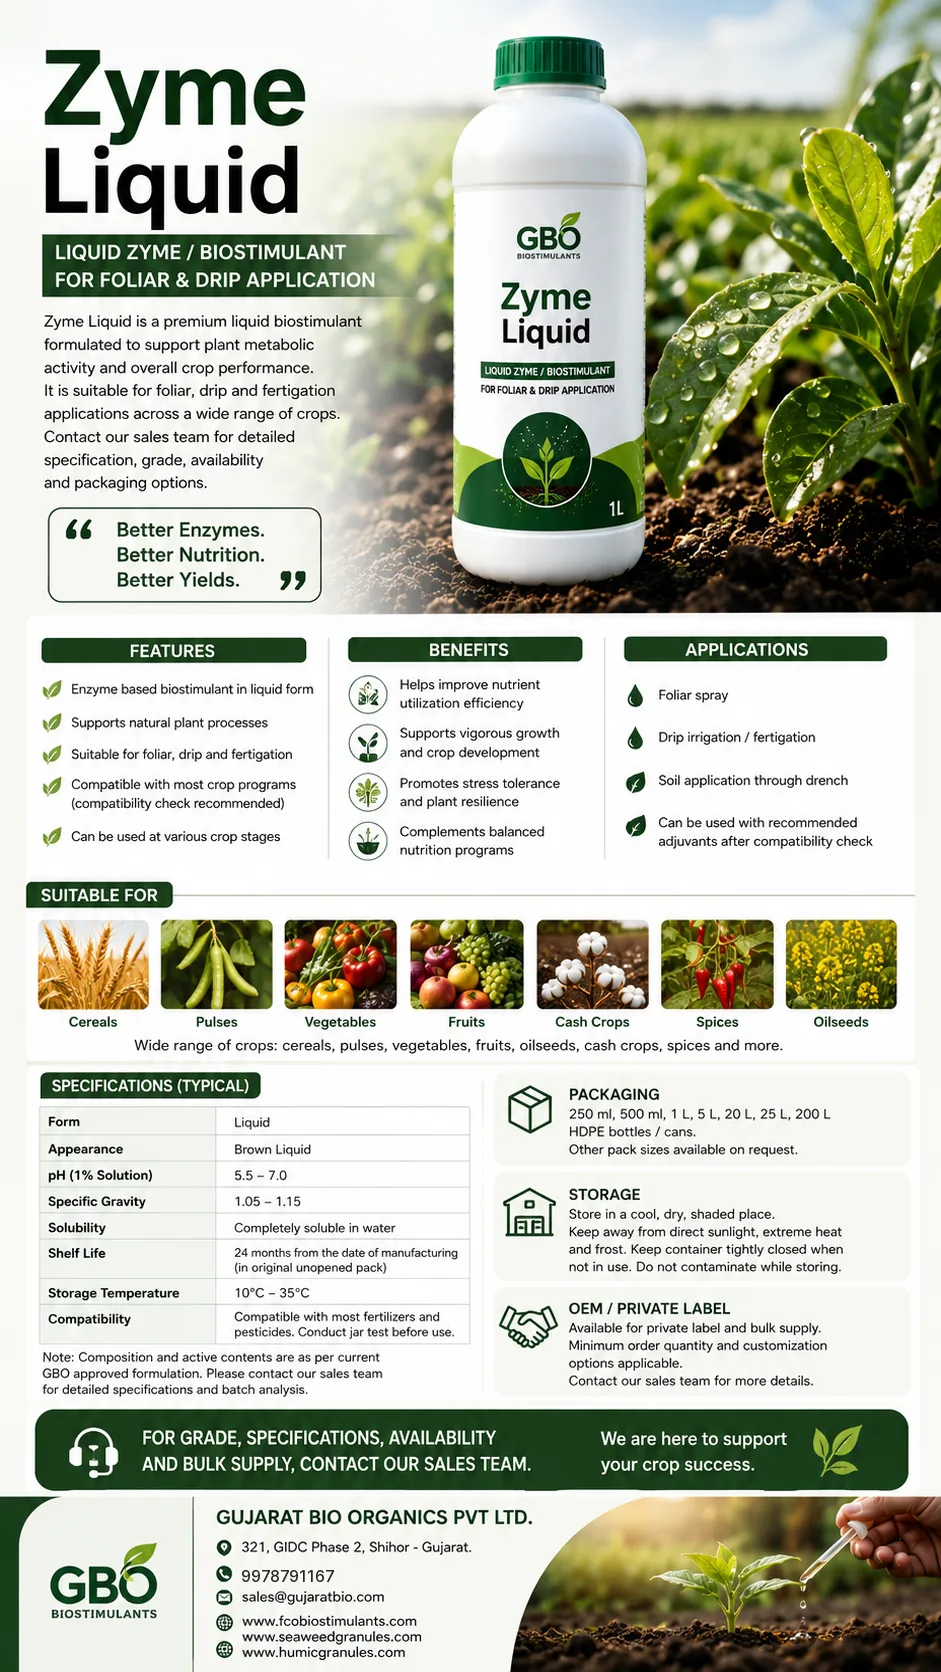 Zyme
Liquid
LIQUID ZYME / BIOSTIMULANT
FOR FOLIAR & DRIP APPLICATION
Zyme Liquid is a premium liquid biostimulant
formulated to support plant metabolic
activity and overall crop performance.
It is suitable for foliar, drip and fertigation
applications across a wide range of crops.
Contact our sales team for detailed
specification, grade, availability
and packaging options.
“ Better Enzymes.
Better Nutrition.
Better Yields. ”
GBO
BIOSTIMULANTS
Zyme
Liquid
LIQUID ZYME / BIOSTIMULANT
FOR FOLIAR & DRIP APPLICATION
1L
FEATURES
Enzyme based biostimulant in liquid form
Supports natural plant processes
Suitable for foliar, drip and fertigation
Compatible with most crop programs
(compatibility check recommended)
Can be used at various crop stages
BENEFITS
Helps improve nutrient
utilization efficiency
Supports vigorous growth
and crop development
Promotes stress tolerance
and plant resilience
Complements balanced
nutrition programs
APPLICATIONS
Foliar spray
Drip irrigation / fertigation
Soil application through drench
Can be used with recommended
adjuvants after compatibility check
SUITABLE FOR
Cereals
Pulses
Vegetables
Fruits
Cash Crops
Spices
Oilseeds
Wide range of crops: cereals, pulses, vegetables, fruits, oilseeds, cash crops, spices and more.
SPECIFICATIONS (TYPICAL)
Form Liquid
Appearance Brown Liquid
pH (1% Solution) 5.5 – 7.0
Specific Gravity 1.05 – 1.15
Solubility Completely soluble in water
Shelf Life 24 months from the date of manufacturing
(in original unopened pack)
Storage Temperature 10°C – 35°C
Compatibility Compatible with most fertilizers and
pesticides. Conduct jar test before use.
Note: Composition and active contents are as per current
GBO approved formulation. Please contact our sales team
for detailed specifications and batch analysis.
PACKAGING
250 ml, 500 ml, 1 L, 5 L, 20 L, 25 L, 200 L
HDPE bottles / cans.
Other pack sizes available on request.
STORAGE
Store in a cool, dry, shaded place.
Keep away from direct sunlight, extreme heat
and frost. Keep container tightly closed when
not in use. Do not contaminate while storing.
OEM / PRIVATE LABEL
Available for private label and bulk supply.
Minimum order quantity and customization
options applicable.
Contact our sales team for more details.
FOR GRADE, SPECIFICATIONS, AVAILABILITY
AND BULK SUPPLY, CONTACT OUR SALES TEAM.
We are here to support
your crop success.
GBO
BIOSTIMULANTS
GUJARAT BIO ORGANICS PVT LTD.
321, GIDC Phase 2, Shihor - Gujarat.
9978791167
sales@gujaratbio.com
www.fcobiostimulants.com
www.seaweedgranules.com
www.humicgranules.com